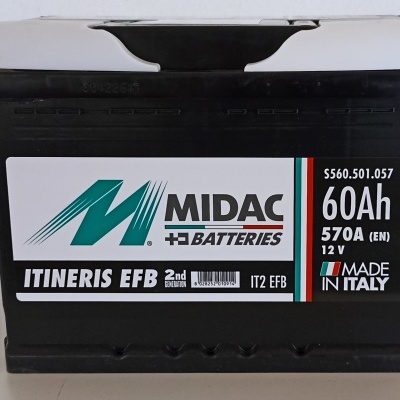 S560.501.057
MIDAC
BATTERIES
60Ah
570A (EN)
12 V
MADE
IN ITALY
ITINERIS EFB 2nd GENERATION
IT2 EFB